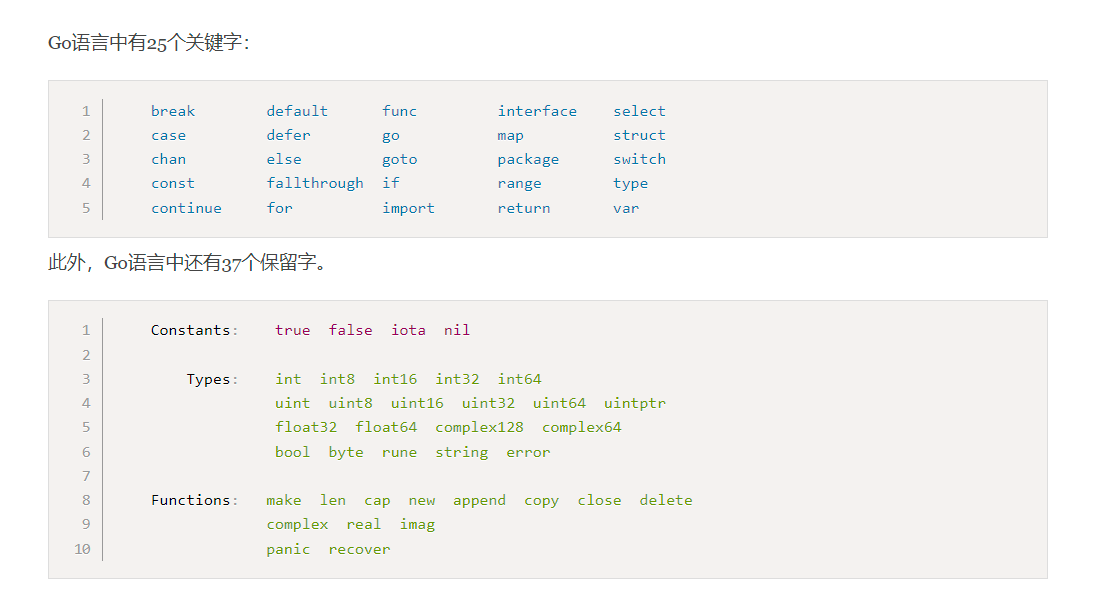 Go语言中有25个关键字：
1 break default func interface select
2 case defer go map struct
3 chan else goto package switch
4 const fallthrough if range type
5 continue for import return var
此外，Go语言中还有37个保留字。
1 Constants: true false iota nil
2
3 Types: int int8 int16 int32 int64
4 uint uint8 uint16 uint32 uint64 uintptr
5 float32 float64 complex128 complex64
6 bool byte rune string error
7
8 Functions: make len cap new append copy close delete
9 complex real imag
10 panic recover